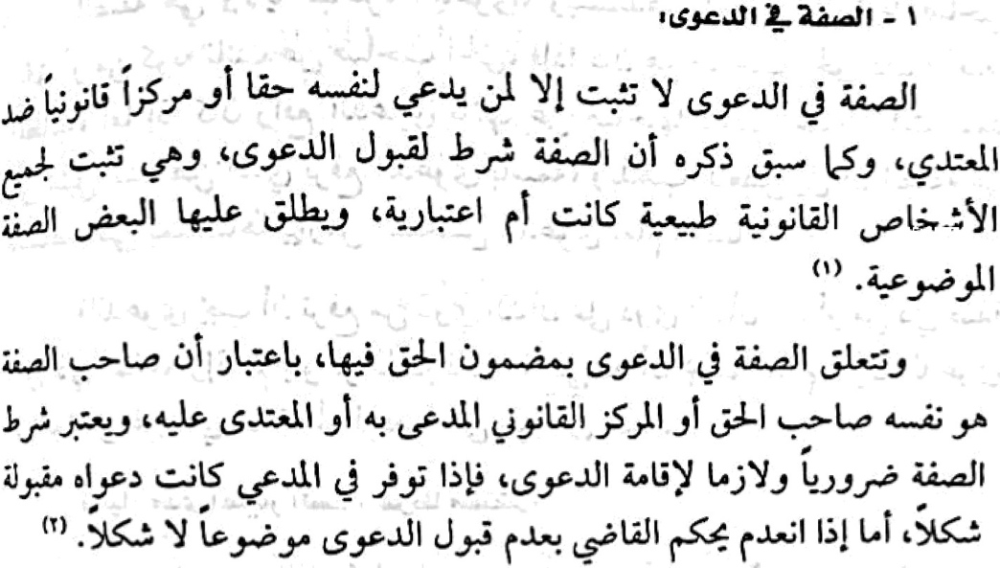 ١ - الصفة في الدعوى:
الصفة في الدعوى لا تثبت إلا لمن يدعي لنفسه حقا أو مركزاً قانونياً ضد
المعتدي، وكما سبق ذكره أن الصفة شرط لقبول الدعوى، وهي تثبت لجميع
الأشخاص القانونية طبيعية كانت أم اعتبارية، ويطلق عليها البعض الصفة
الموضوعية. (١)
وتتعلق الصفة في الدعوى بمضمون الحق فيها، باعتبار أن صاحب الصفة
هو نفسه صاحب الحق أو المركز القانوني المدعى به أو المعتدى عليه، ويعتبر شرط
الصفة ضرورياً ولازما لإقامة الدعوى، فإذا توفر في المدعي كانت دعواه مقبولة
شكلاً، أما إذا انعدم يحكم القاضي بعدم قبول الدعوى موضوعاً لا شكلاً. (٢)